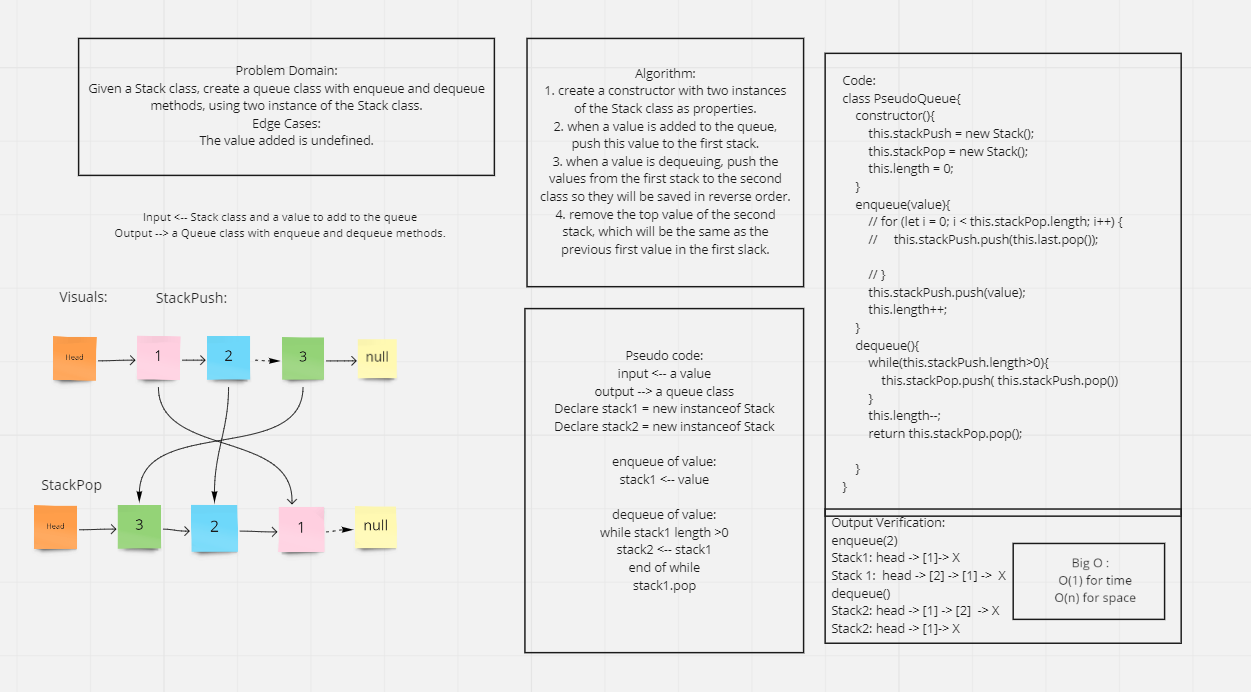 Problem Domain:
Given a Stack class, create a queue class with enqueue and dequeue
methods, using two instance of the Stack class.
Edge Cases:
The value added is undefined.
Input <-- Stack class and a value to add to the queue
Output --> a Queue class with enqueue and dequeue methods.
Visuals:
StackPush:
Head
1
2
3
null
StackPop
Head
3
2
1
null
Algorithm:
1. create a constructor with two instances
of the Stack class as properties.
2. when a value is added to the queue,
push this value to the first stack.
3. when a value is dequeuing, push the
values from the first stack to the second
class so they will be saved in reverse order.
4. remove the top value of the second
stack, which will be the same as the
previous first value in the first slack.
Pseudo code:
input <-- a value
output --> a queue class
Declare stack1 = new instanceof Stack
Declare stack2 = new instanceof Stack
enqueue of value:
stack1 <-- value
dequeue of value:
while stack1 length >0
stack2 <-- stack1
end of while
stack1.pop
Code:
class PseudoQueue{
constructor(){
this.stackPush = new Stack();
this.stackPop = new Stack();
this.length = 0;
}
enqueue(value){
// for (let i = 0; i < this.stackPop.length; i++) {
// this.stackPush.push(this.last.pop());
// }
this.stackPush.push(value);
this.length++;
}
dequeue(){
while(this.stackPush.length>0){
this.stackPop.push( this.stackPush.pop())
}
this.length--;
return this.stackPop.pop();
}
}
Output Verification:
enqueue(2)
Stack1: head -> [1]-> X
Stack 1: head -> [2] -> [1] -> X
dequeue()
Stack2: head -> [1] -> [2] -> X
Stack2: head -> [1]-> X
Big O :
O(1) for time
O(n) for space